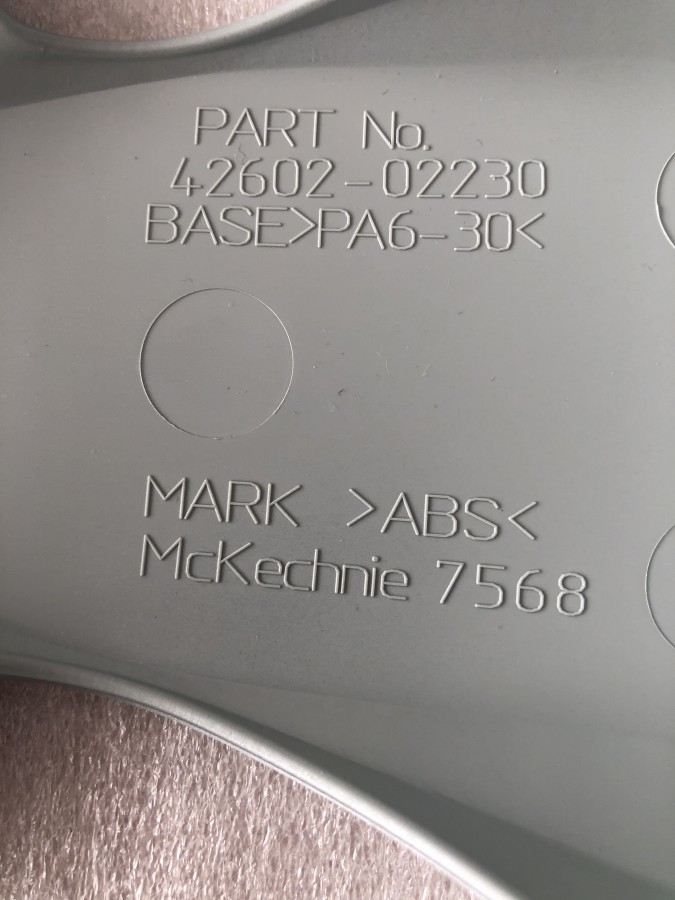 PART No.
42602-02230
BASE>PA6-30<
MARK >ABS<
McKechnie 7568